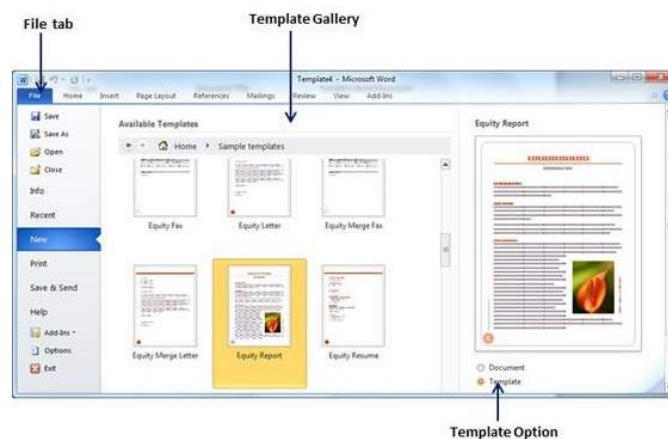 File tab
Template Gallery
Template4 - Microsoft Word
File Home Insert Page Layout References Mailings Review View Add-Ins
Save
Save As
Open
Close
Info
Recent
New
Print
Save & Send
Help
Add-Ins
Options
Exit
Available Templates
Home Sample templates
Equity Fax Equity Letter Equity Merge Fax
Equity Merge Letter Equity Report Equity Resume
Equity Report
Document
Template
Template Option